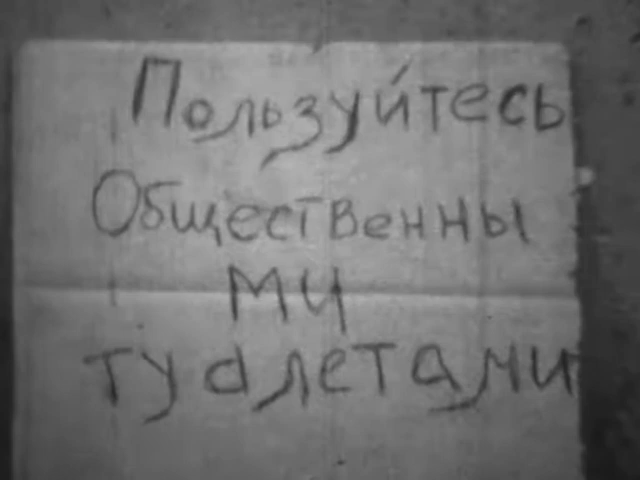 Пользуйтесь
Общественны
ми
туалетами